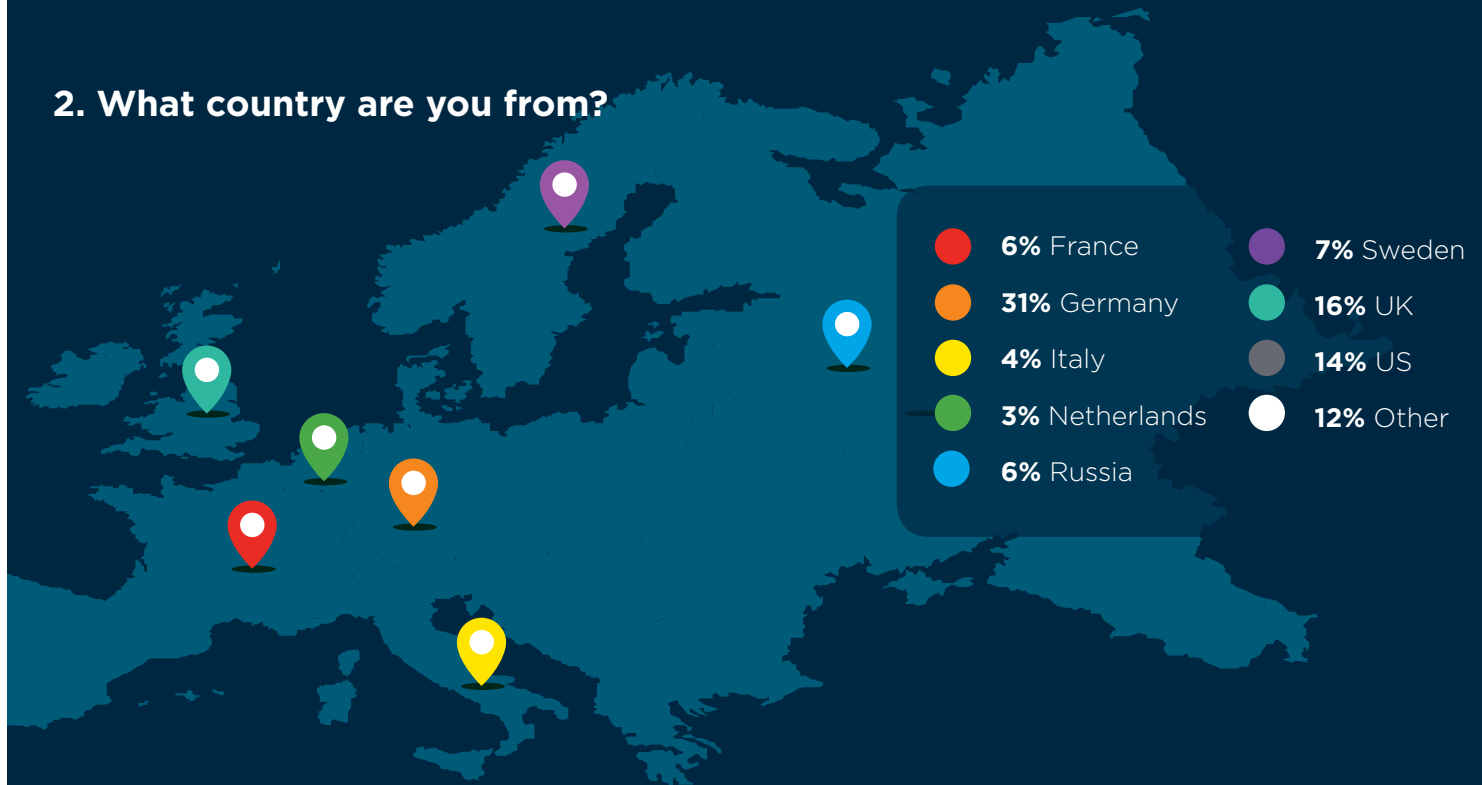 2. What country are you from?
6% France
31% Germany
4% Italy
3% Netherlands
6% Russia
7% Sweden
16% UK
14% US
12% Other